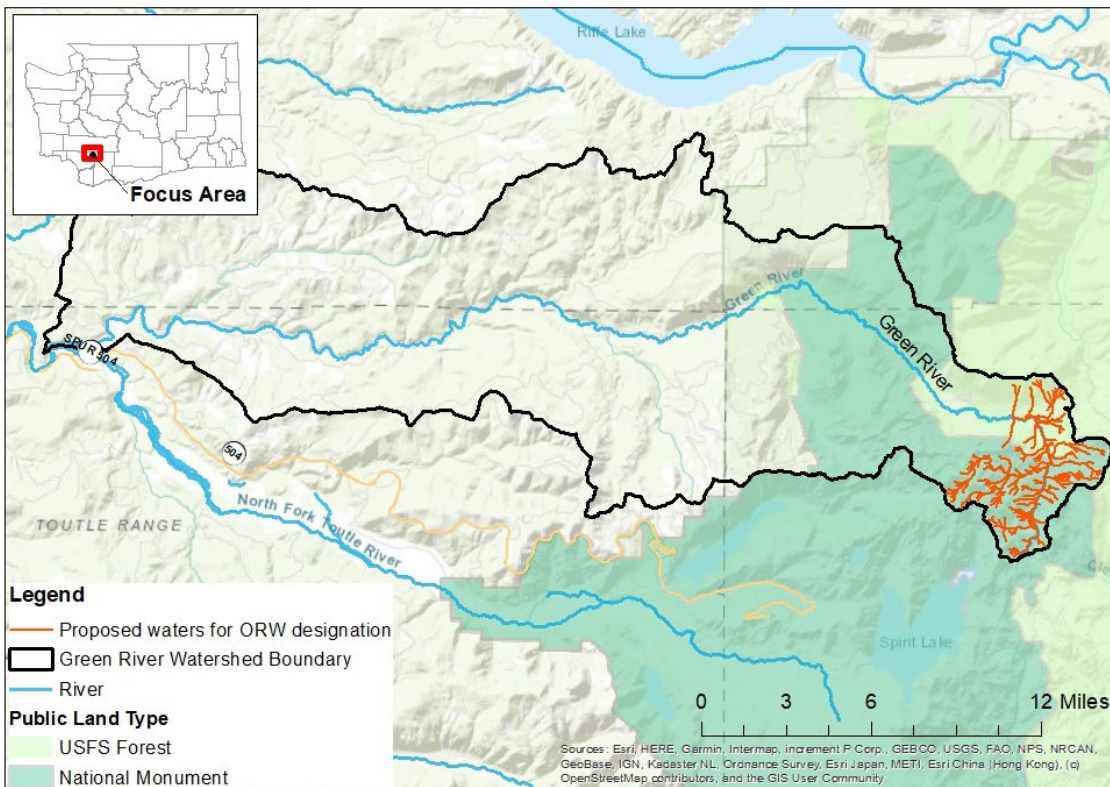 Riffe Lake
Focus Area
Green River
Green River
SPUR 504
504
North Fork Toutle River
TOUTLE RANGE
Cle
Spirit Lake
Legend
Proposed waters for ORW designation
Green River Watershed Boundary
River
Public Land Type
USFS Forest
National Monument
0 3 6 12 Miles
Sources: Esri, HERE, Garmin, Intermap, increment P Corp., GEBCO, USGS, FAO, NPS, NRCAN,
GeoBase, IGN, Kadaster NL, Ordnance Survey, Esri Japan, METI, Esri China (Hong Kong), (c)
OpenStreetMap contributors, and the GIS User Community